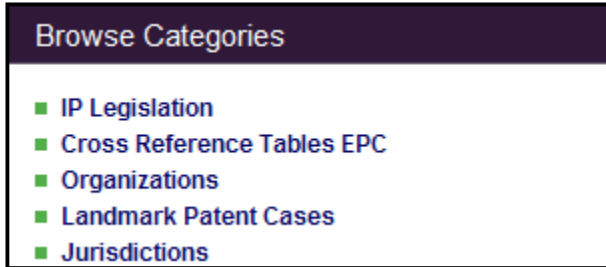 Browse Categories
IP Legislation
Cross Reference Tables EPC
Organizations
Landmark Patent Cases
Jurisdictions